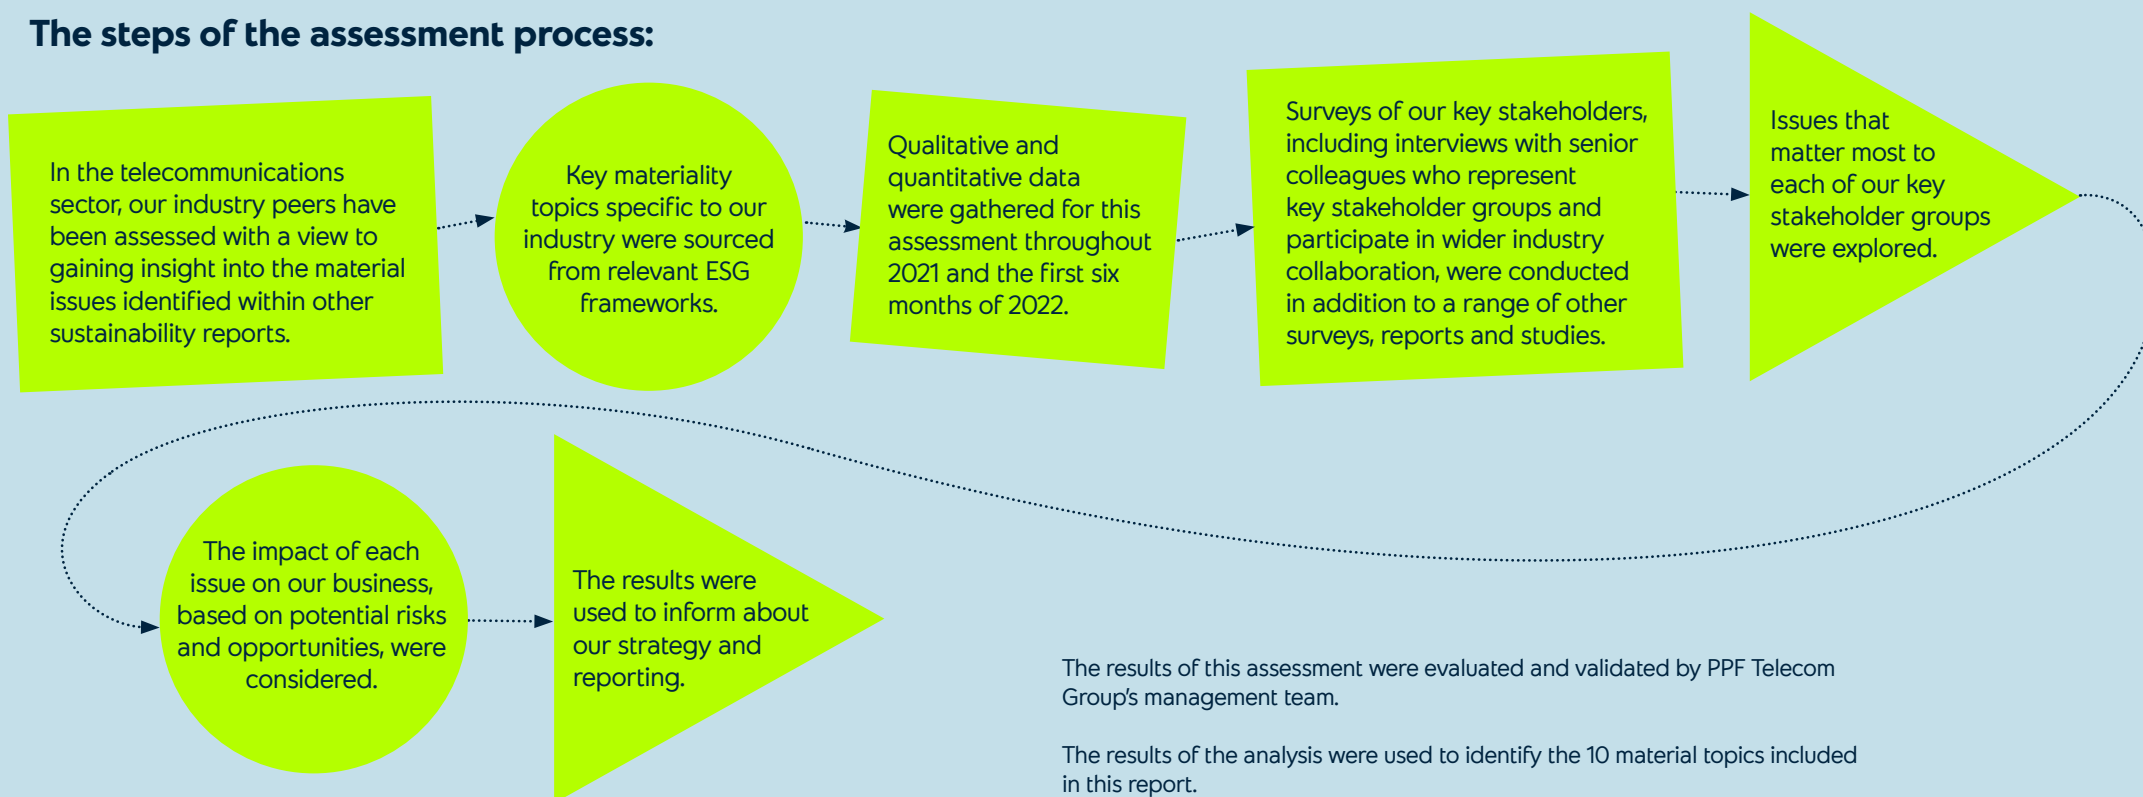 The steps of the assessment process:
In the telecommunications
sector, our industry peers have
been assessed with a view to
gaining insight into the material
issues identified within other
sustainability reports.
Key materiality
topics specific to our
industry were sourced
from relevant ESG
frameworks.
Qualitative and
quantitative data
were gathered for this
assessment throughout
2021 and the first six
months of 2022.
Surveys of our key stakeholders,
including interviews with senior
colleagues who represent
key stakeholder groups and
participate in wider industry
collaboration, were conducted
in addition to a range of other
surveys, reports and studies.
Issues that
matter most to
each of our key
stakeholder groups
were explored.
The impact of each
issue on our business,
based on potential risks
and opportunities, were
considered.
The results were
used to inform about
our strategy and
reporting.
The results of this assessment were evaluated and validated by PPF Telecom
Group's management team.
The results of the analysis were used to identify the 10 material topics included
in this report.